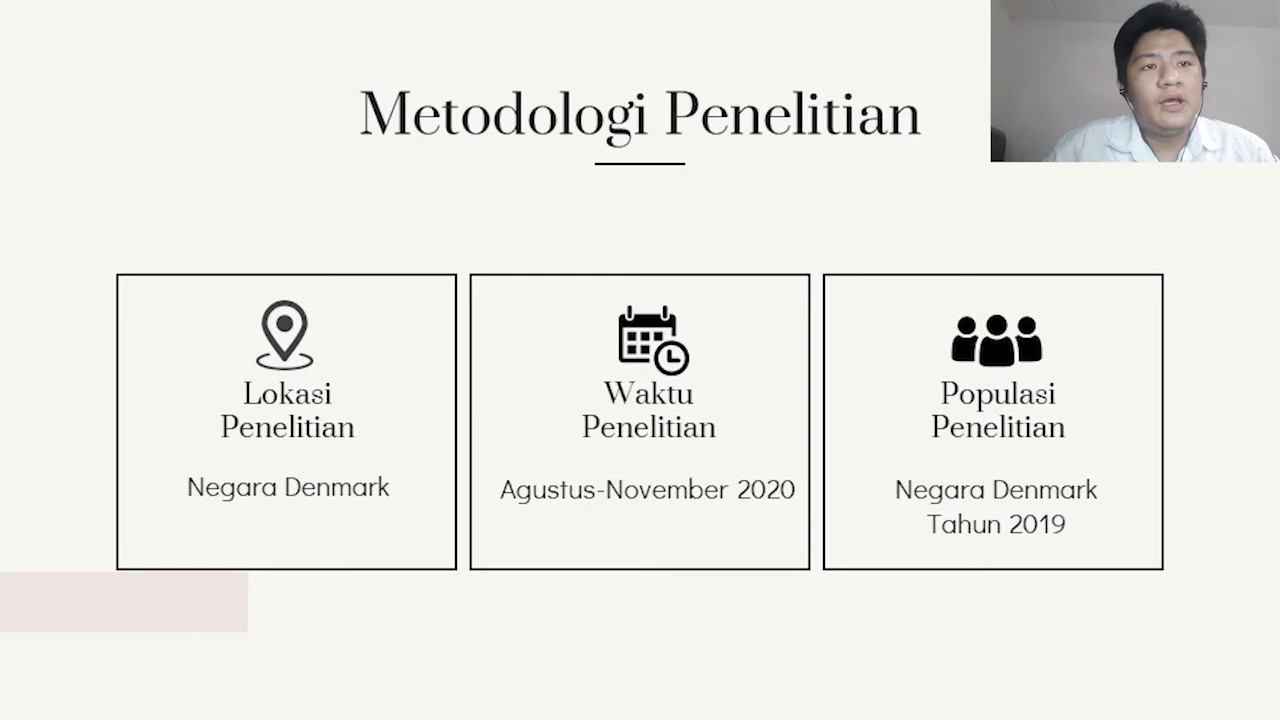 Metodologi Penelitian
Lokasi
Penelitian
Negara Denmark
Waktu
Penelitian
Agustus-November 2020
Populasi
Penelitian
Negara Denmark
Tahun 2019